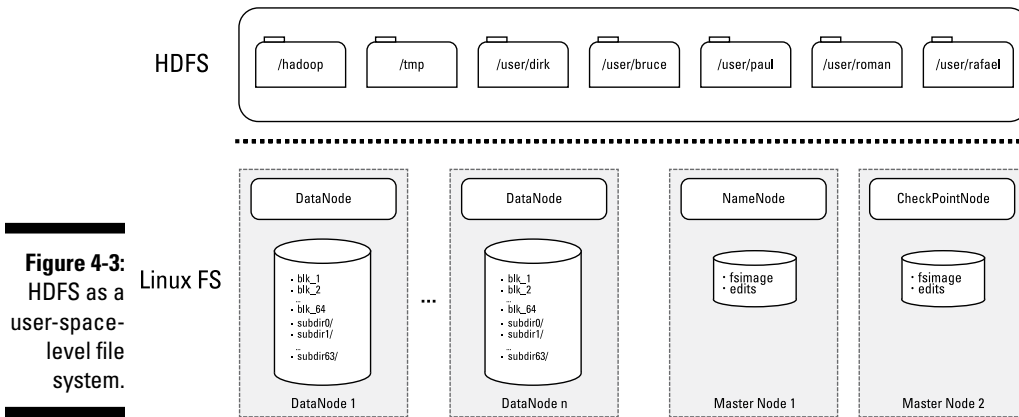 HDFS
/hadoop
/tmp
/user/dirk
/user/bruce
/user/paul
/user/roman
/user/rafael
Figure 4-3:
HDFS as a
user-space-
level file
system.
Linux FS
DataNode
· blk_1
· blk_2
...
· blk_64
· subdir0/
· subdir1/
...
· subdir63/
DataNode 1
...
DataNode
· blk_1
· blk_2
...
· blk_64
· subdir0/
· subdir1/
...
· subdir63/
DataNode n
NameNode
· fsimage
· edits
Master Node 1
CheckPointNode
· fsimage
· edits
Master Node 2